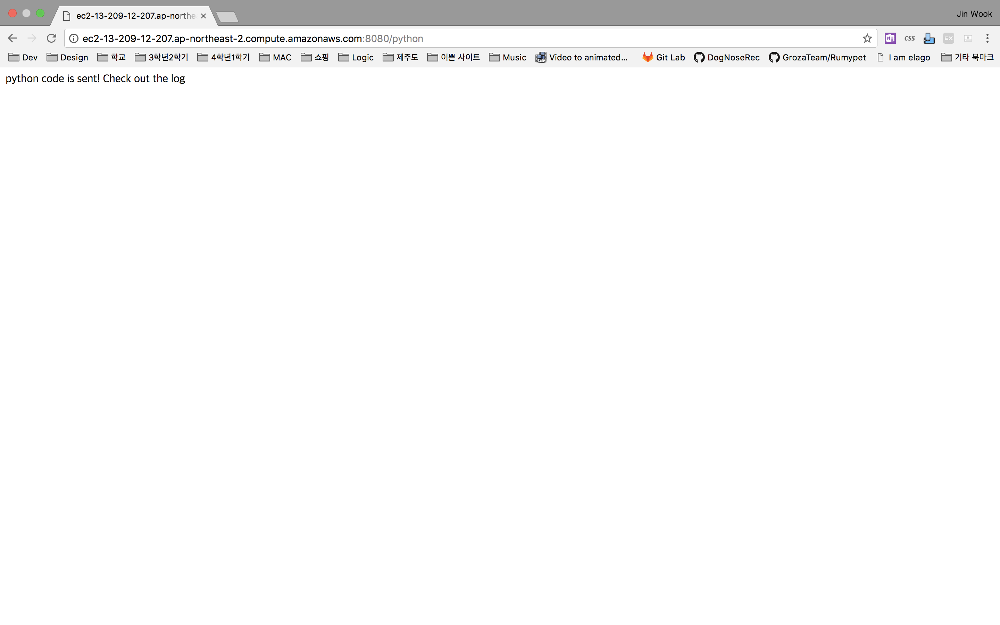 ec2-13-209-12-207.ap-northe
Jin Wook
ec2-13-209-12-207.ap-northeast-2.compute.amazonaws.com:8080/python
N
css
EX
Dev Design 학교 3학년2학기 4학년1학기 MAC 쇼핑 Logic 제주도 이쁜 사이트 Music Video to animated... Git Lab DogNoseRec GrozaTeam/Rumypet I am elago 기타 북마크
python code is sent! Check out the log